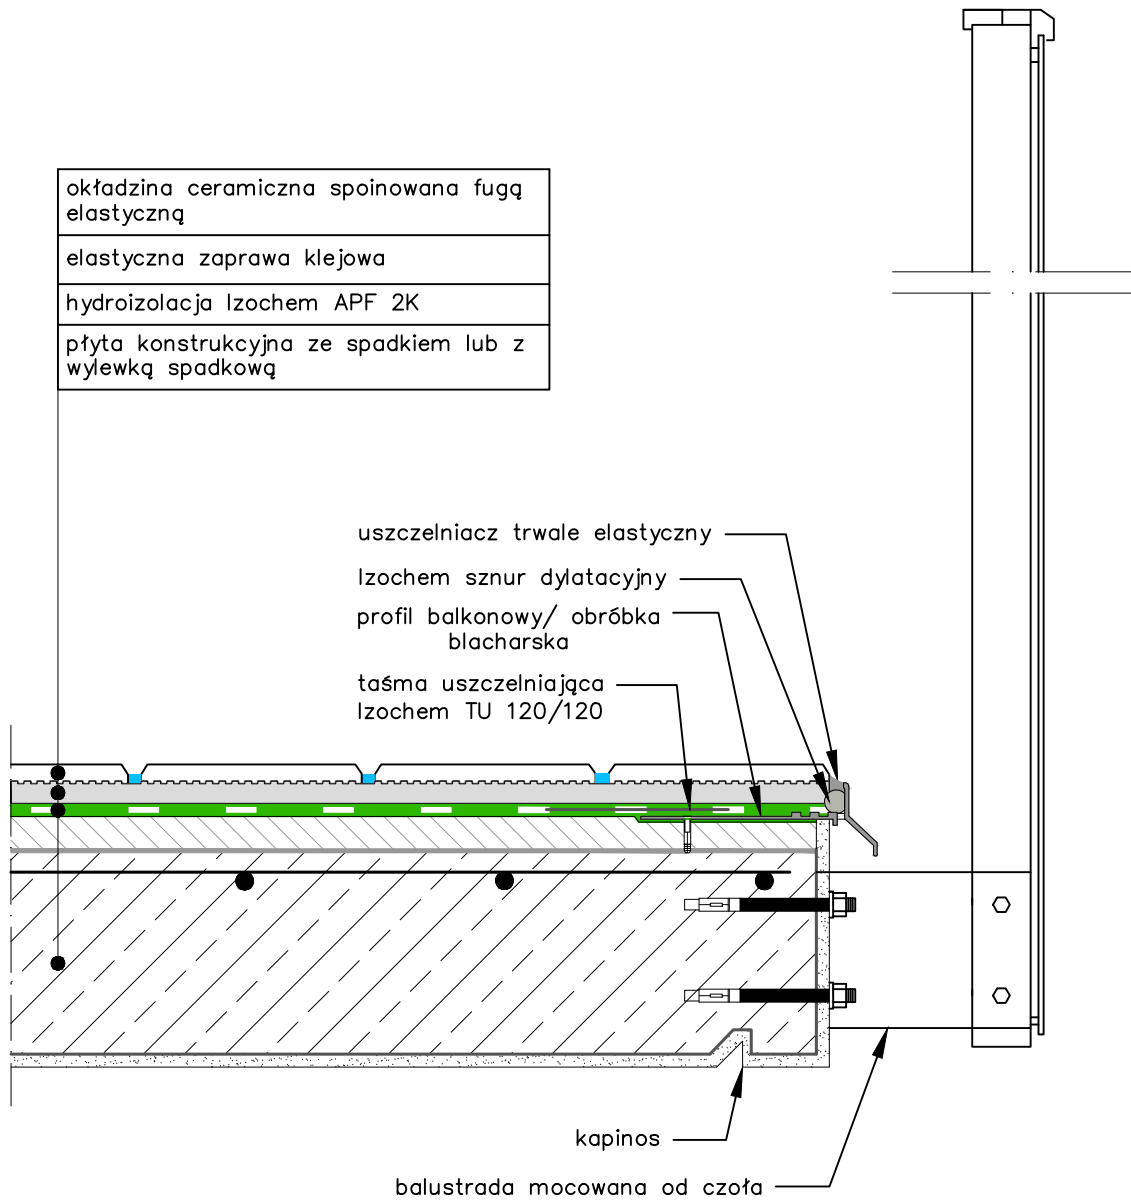 okładzina ceramiczna spoinowana fugą
elastyczną
elastyczna zaprawa klejowa
hydroizolacja Izochem APF 2K
płyta konstrukcyjna ze spadkiem lub z
wylewką spadkową
uszczelniacz trwale elastyczny
Izochem sznur dylatacyjny
profil balkonowy/ obróbka
blacharska
taśma uszczelniająca
Izochem TU 120/120
kapinos
balustrada mocowana od czoła